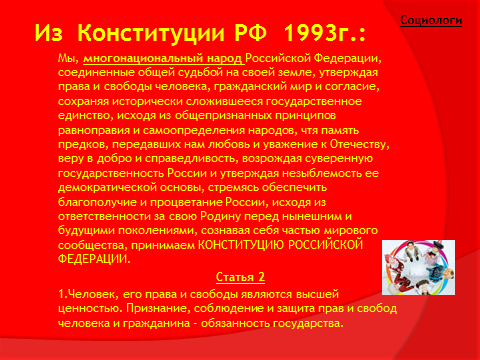 Социологи
Из Конституции РФ 1993г.:
Мы, многонациональный народ Российской Федерации,
соединенные общей судьбой на своей земле, утверждая
права и свободы человека, гражданский мир и согласие,
сохраняя исторически сложившееся государственное
единство, исходя из общепризнанных принципов
равноправия и самоопределения народов, чтя память
предков, передавших нам любовь и уважение к Отечеству,
веру в добро и справедливость, возрождая суверенную
государственность России и утверждая незыблемость ее
демократической основы, стремясь обеспечить
благополучие и процветание России, исходя из
ответственности за свою Родину перед нынешним и
будущими поколениями, сознавая себя частью мирового
сообщества, принимаем КОНСТИТУЦИЮ РОССИЙСКОЙ
ФЕДЕРАЦИИ.
Статья 2
1.Человек, его права и свободы являются высшей
ценностью. Признание, соблюдение и защита прав и свобод
человека и гражданина - обязанность государства.